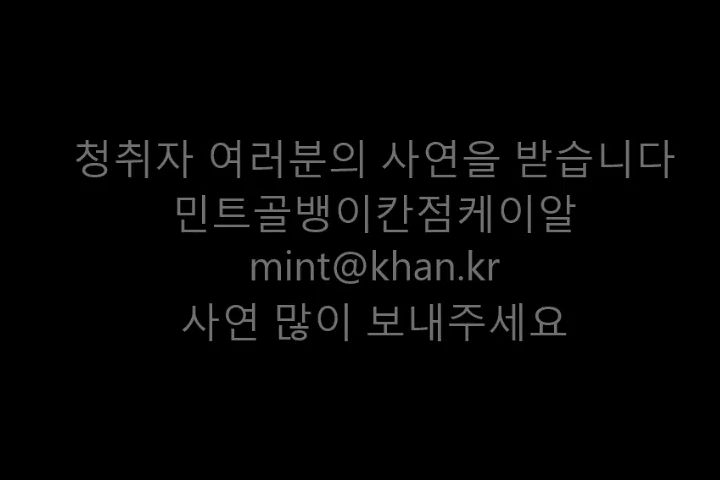 청취자 여러분의 사연을 받습니다
민트골뱅이칸점케이알
mint@khan.kr
사연 많이 보내주세요